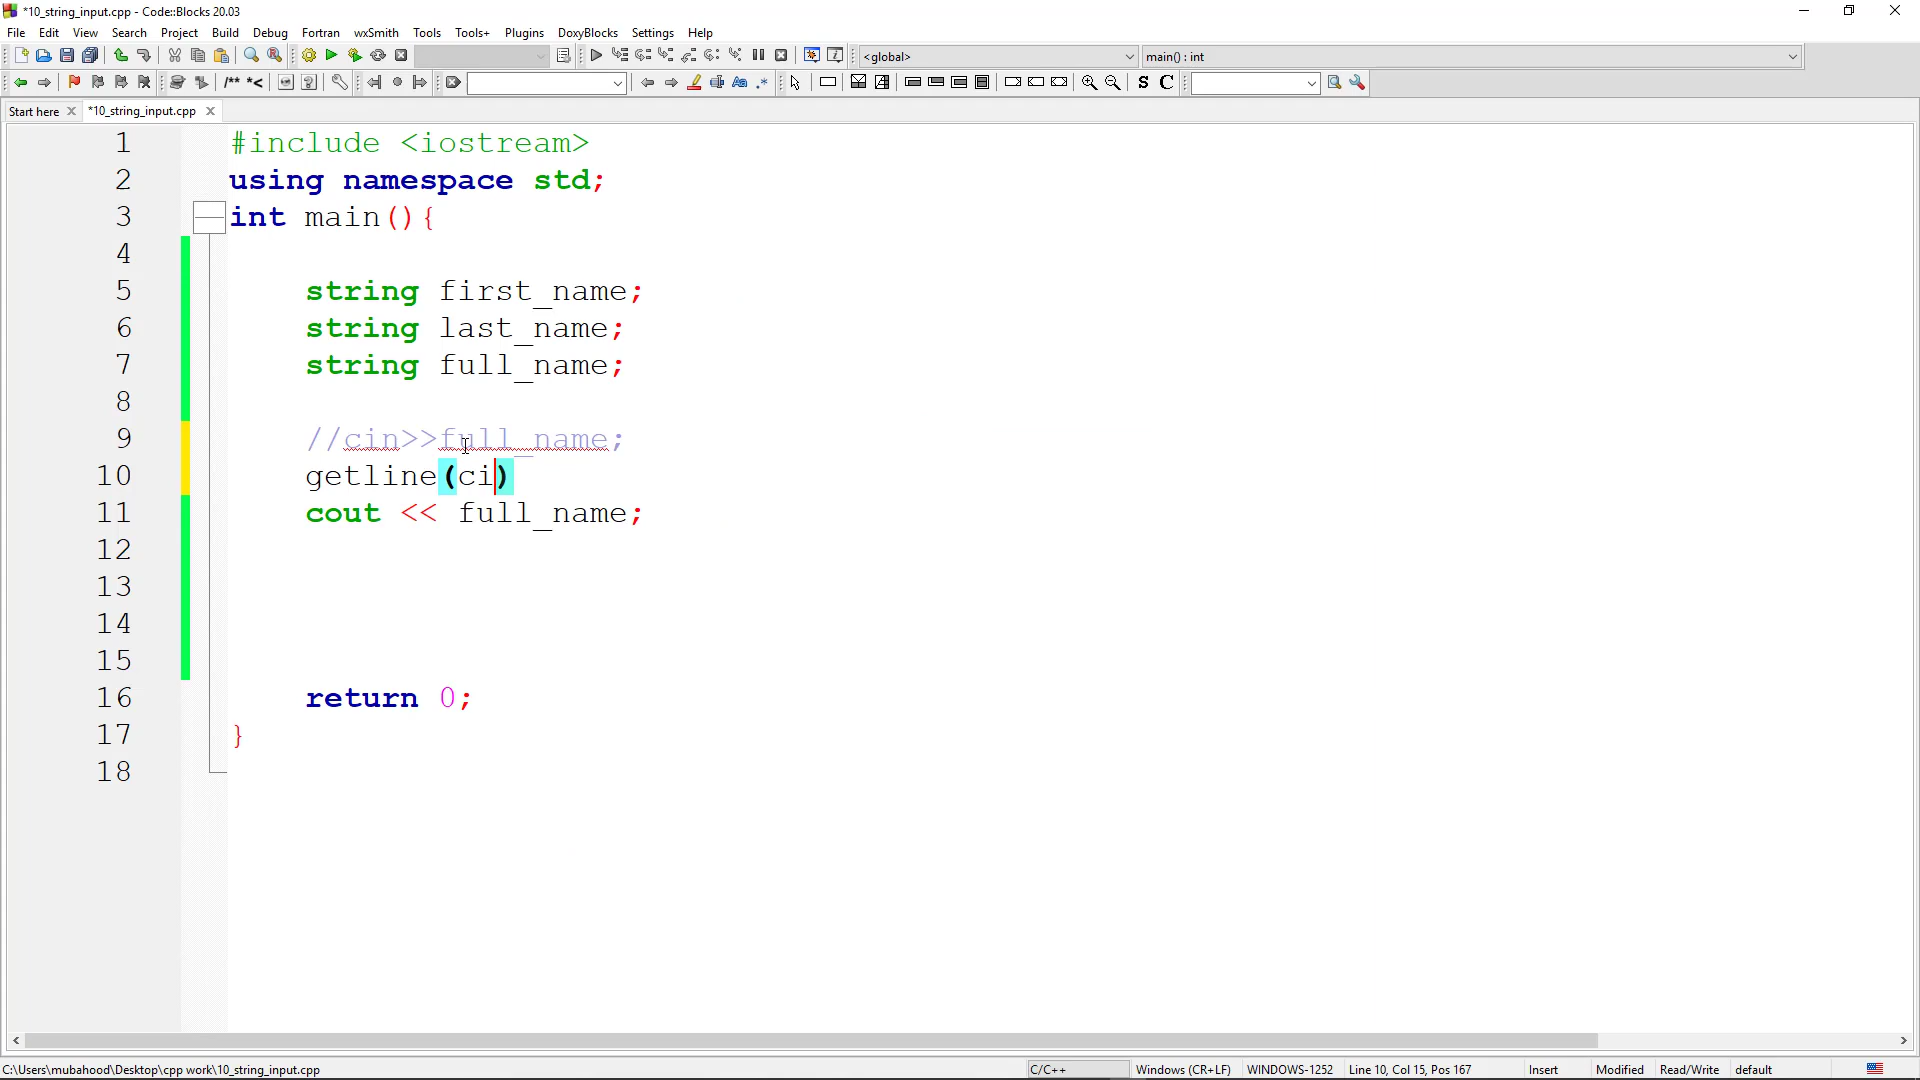 *10_string_input.cpp - Code::Blocks 20.03
File Edit View Search Project Build Debug Fortran wxSmith Tools Tools+ Plugins DoxyBlocks Settings Help
<global> main() : int
/** *< Aa .* S C
Start here *10_string_input.cpp
1 #include <iostream>
2 using namespace std;
3 int main(){
4
5 string first_name;
6 string last_name;
7 string full_name;
8
9 //cin>>full_name;
10 getline(ci)
11 cout << full_name;
12
13
14
15
16 return 0;
17 }
18
C:\Users\mubahood\Desktop\cpp work\10_string_input.cpp C/C++ Windows (CR+LF) WINDOWS-1252 Line 10, Col 15, Pos 167 Insert Modified Read/Write default